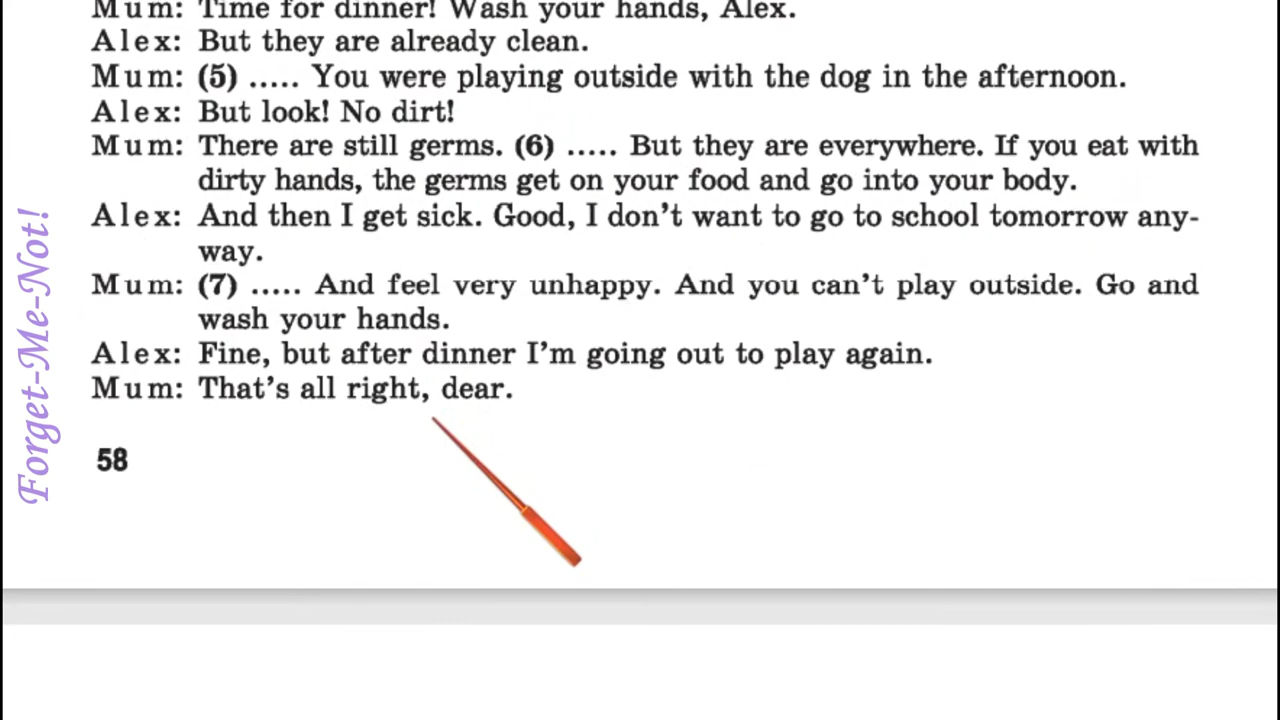 Mum: Time for dinner! Wash your hands, Alex.
Alex: But they are already clean.
Mum: (5) ..... You were playing outside with the dog in the afternoon.
Alex: But look! No dirt!
Mum: There are still germs. (6) ..... But they are everywhere. If you eat with
dirty hands, the germs get on your food and go into your body.
Alex: And then I get sick. Good, I don't want to go to school tomorrow any-
way.
Mum: (7) ..... And feel very unhappy. And you can't play outside. Go and
wash your hands.
Alex: Fine, but after dinner I'm going out to play again.
Mum: That's all right, dear.
58
Forget-Me-Not!